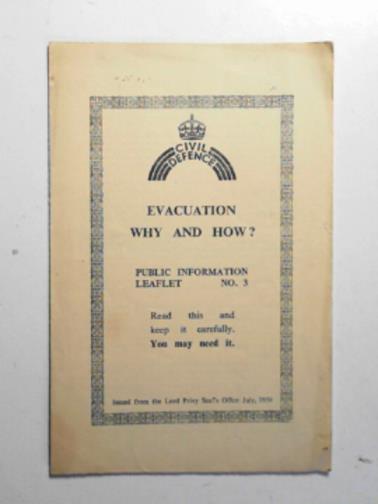 CIVIL
DEFENCE
EVACUATION
WHY AND HOW?
PUBLIC INFORMATION
LEAFLET NO. 3
Read this and
keep it carefully.
You may need it.
Issued from the Lord Privy Seal's Office July, 1939